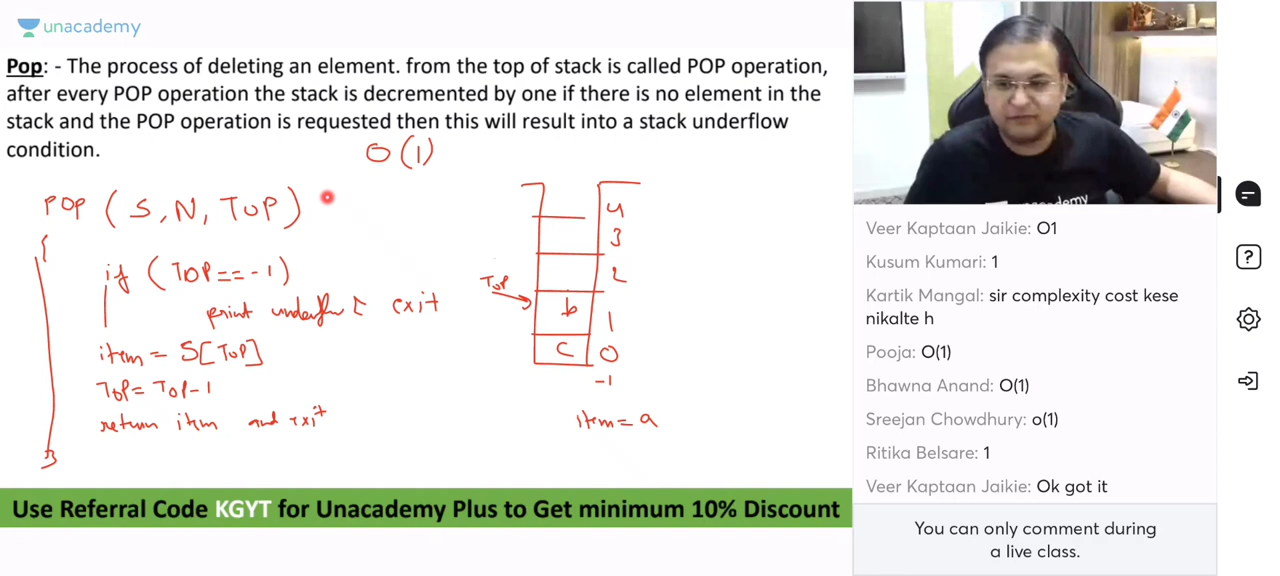 unacademy
Pop: - The process of deleting an element. from the top of stack is called POP operation,
after every POP operation the stack is decremented by one if there is no element in the
stack and the POP operation is requested then this will result into a stack underflow
condition.
O (1)
POP (S, N, TOP)
{
if (TOP == -1)
print underflow & exit
item = S[TOP]
TOP = TOP-1
return item and exit
}
4
3
2
TOP
b 1
c 0
-1
item = a
Use Referral Code KGYT for Unacademy Plus to Get minimum 10% Discount
Veer Kaptaan Jaikie: O1
Kusum Kumari: 1
Kartik Mangal: sir complexity cost kese
nikalte h
Pooja: O(1)
Bhawna Anand: O(1)
Sreejan Chowdhury: o(1)
Ritika Belsare: 1
Veer Kaptaan Jaikie: Ok got it
You can only comment during
a live class.